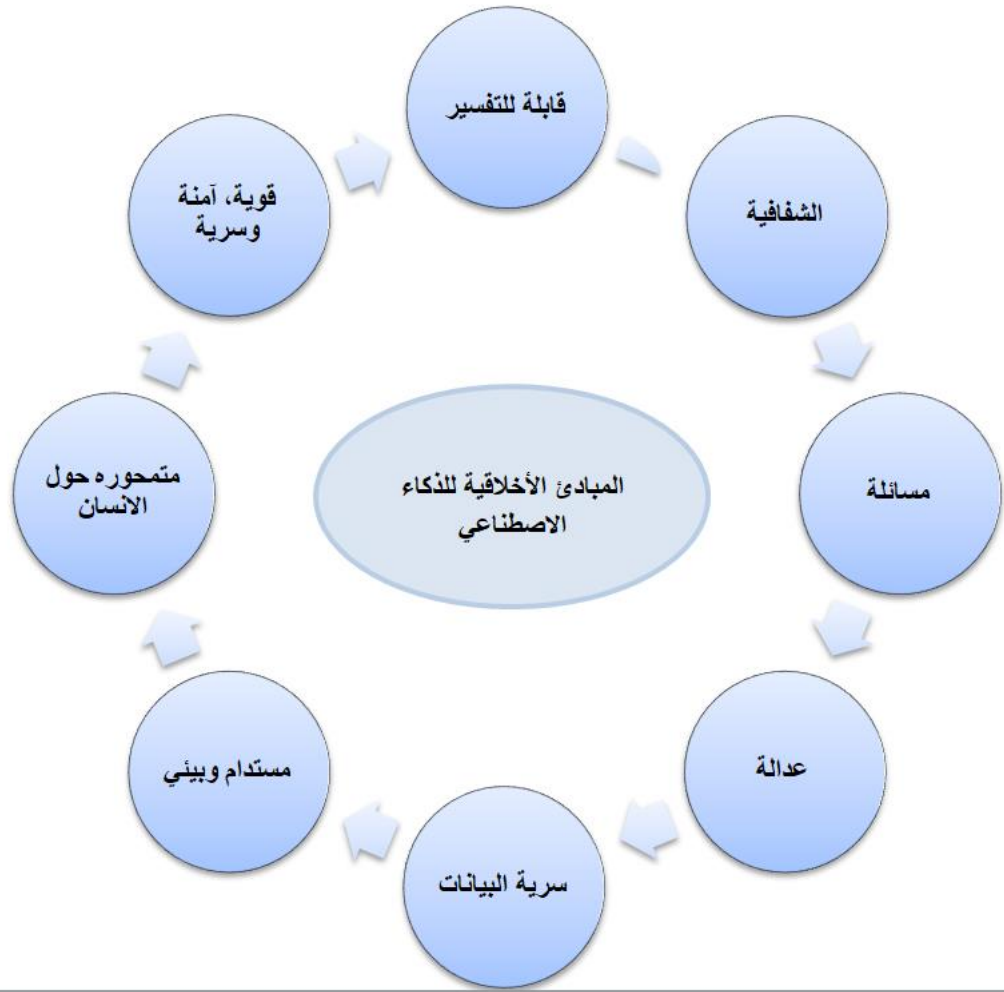 قابلة للتفسير
الشفافية
مسائلة
عدالة
سرية البيانات
مستدام وبيئي
متمحوره حول
الانسان
قوية، آمنة
وسرية
المبادئ الأخلاقية للذكاء
الاصطناعي